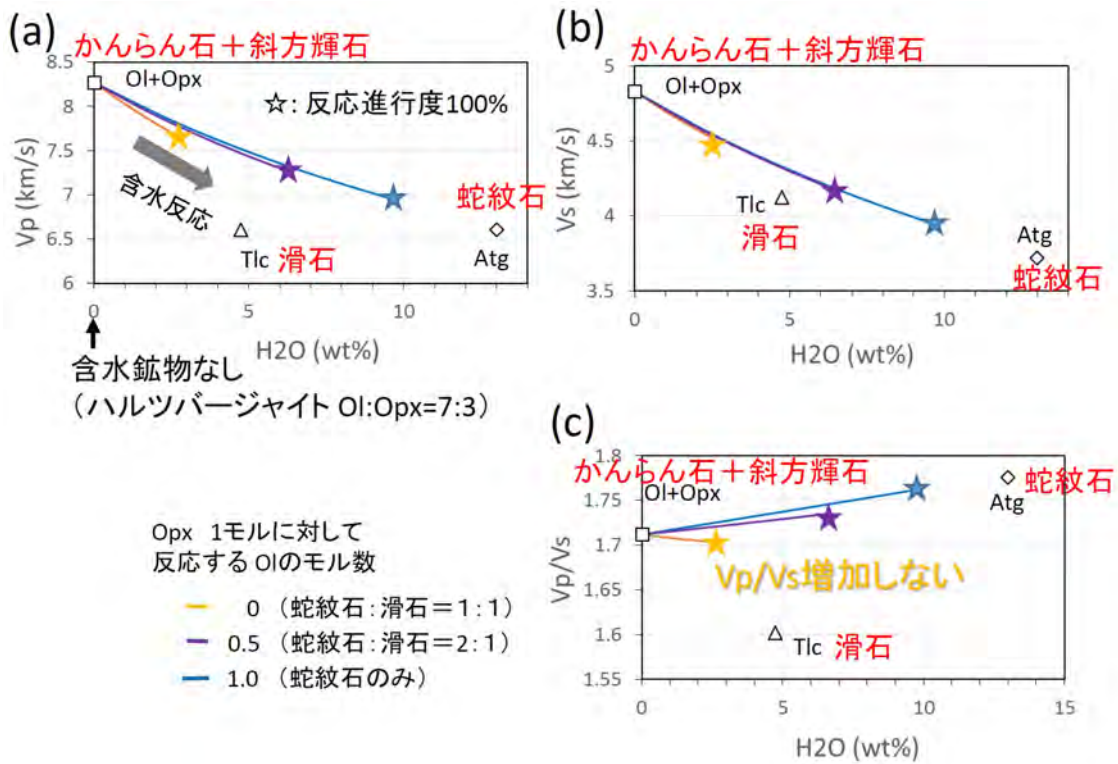 (a)
かんらん石＋斜方輝石
Ol+Opx
☆: 反応進行度100%
含水反応
蛇紋石
Tlc 滑石
Atg
8.5
8
7.5
7
6.5
6
Vp (km/s)
0
5
10
H2O (wt%)
含水鉱物なし
（ハルツバージャイト Ol:Opx=7:3）
(b)
かんらん石＋斜方輝石
Ol+Opx
Tlc
滑石
Atg
蛇紋石
5
4.5
4
3.5
Vs (km/s)
0
5
10
H2O (wt%)
Opx 1モルに対して
反応する Olのモル数
0 （蛇紋石：滑石＝1：1）
0.5 （蛇紋石：滑石＝2：1）
1.0 （蛇紋石のみ）
(c)
かんらん石＋斜方輝石
Ol+Opx
Atg
蛇紋石
Vp/Vs増加しない
Tlc 滑石
1.8
1.75
1.7
1.65
1.6
1.55
Vp/Vs
0
5
10
15
H2O (wt%)